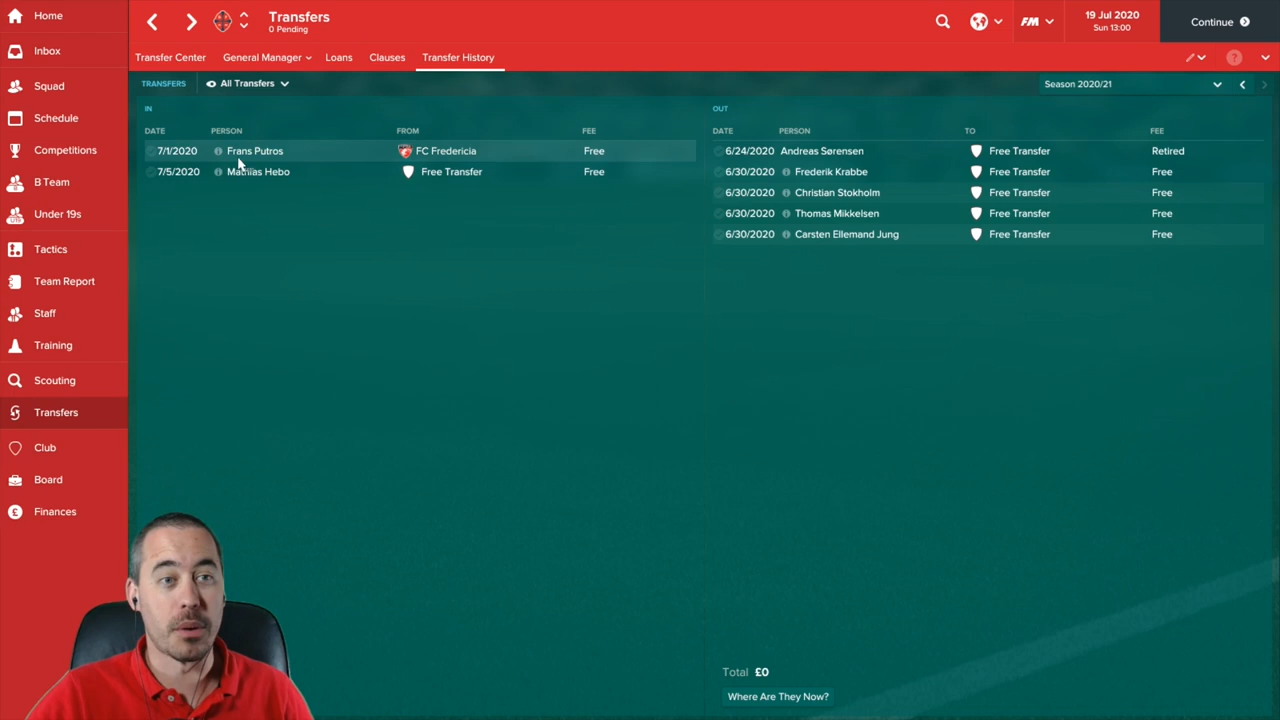 Home
Inbox
Squad
Schedule
Competitions
B Team
Under 19s
Tactics
Team Report
Staff
Training
Scouting
Transfers
Club
Board
Finances
Transfers
0 Pending
FM
19 Jul 2020
Sun 13:00
Continue
Transfer Center General Manager Loans Clauses Transfer History
TRANSFERS All Transfers Season 2020/21
IN
DATE PERSON FROM FEE
7/1/2020 Frans Putros FC Fredericia Free
7/5/2020 Mathias Hebo Free Transfer Free
OUT
DATE PERSON TO FEE
6/24/2020 Andreas Sørensen Free Transfer Retired
6/30/2020 Frederik Krabbe Free Transfer Free
6/30/2020 Christian Stokholm Free Transfer Free
6/30/2020 Thomas Mikkelsen Free Transfer Free
6/30/2020 Carsten Ellemand Jung Free Transfer Free
Total £0
Where Are They Now?